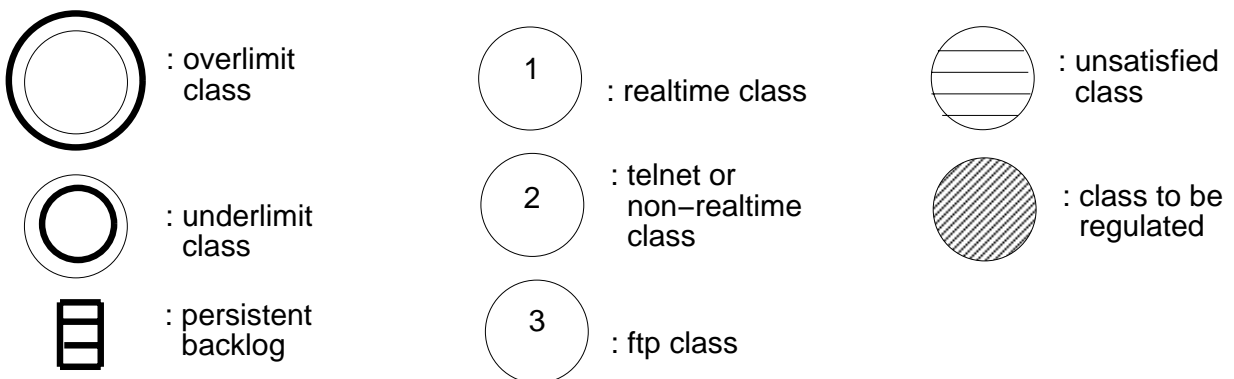 : overlimit
class
: underlimit
class
: persistent
backlog
1
: realtime class
2
: telnet or
non−realtime
class
3
: ftp class
: unsatisfied
class
: class to be
regulated